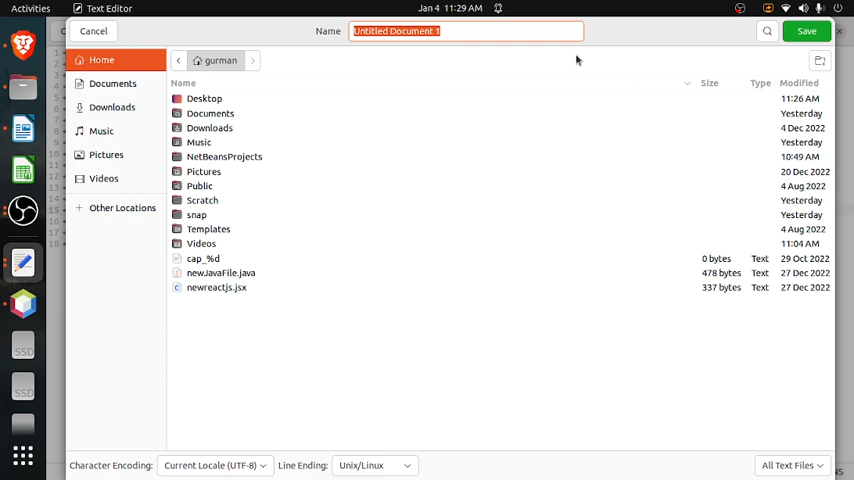 Activities Text Editor Jan 4 11:29 AM
Cancel Name Untitled Document 1 Save
Home gurman
Name Size Type Modified
Documents
Downloads
Music
Pictures
Videos
+ Other Locations
Desktop 11:26 AM
Documents Yesterday
Downloads 4 Dec 2022
Music Yesterday
NetBeansProjects 10:49 AM
Pictures 20 Dec 2022
Public 4 Aug 2022
Scratch Yesterday
snap Yesterday
Templates 4 Aug 2022
Videos 11:04 AM
cap_%d 0 bytes Text 29 Oct 2022
newJavaFile.java 478 bytes Text 27 Dec 2022
newreactjs.jsx 337 bytes Text 27 Dec 2022
SSD
SSD
Character Encoding: Current Locale (UTF-8) Line Ending: Unix/Linux All Text Files